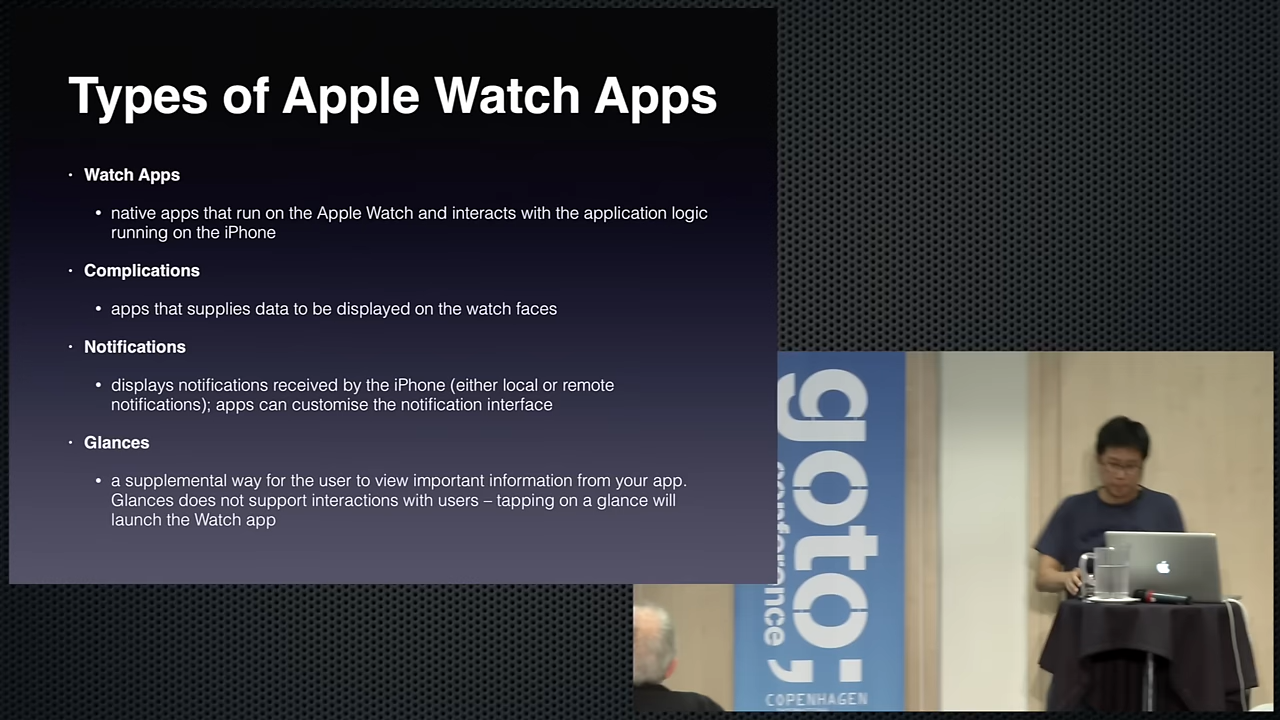 Types of Apple Watch Apps
· Watch Apps
• native apps that run on the Apple Watch and interacts with the application logic
running on the iPhone
· Complications
• apps that supplies data to be displayed on the watch faces
· Notifications
• displays notifications received by the iPhone (either local or remote
notifications); apps can customise the notification interface
· Glances
• a supplemental way for the user to view important information from your app.
Glances does not support interactions with users – tapping on a glance will
launch the Watch app
goto;
conference
COPENHAGEN